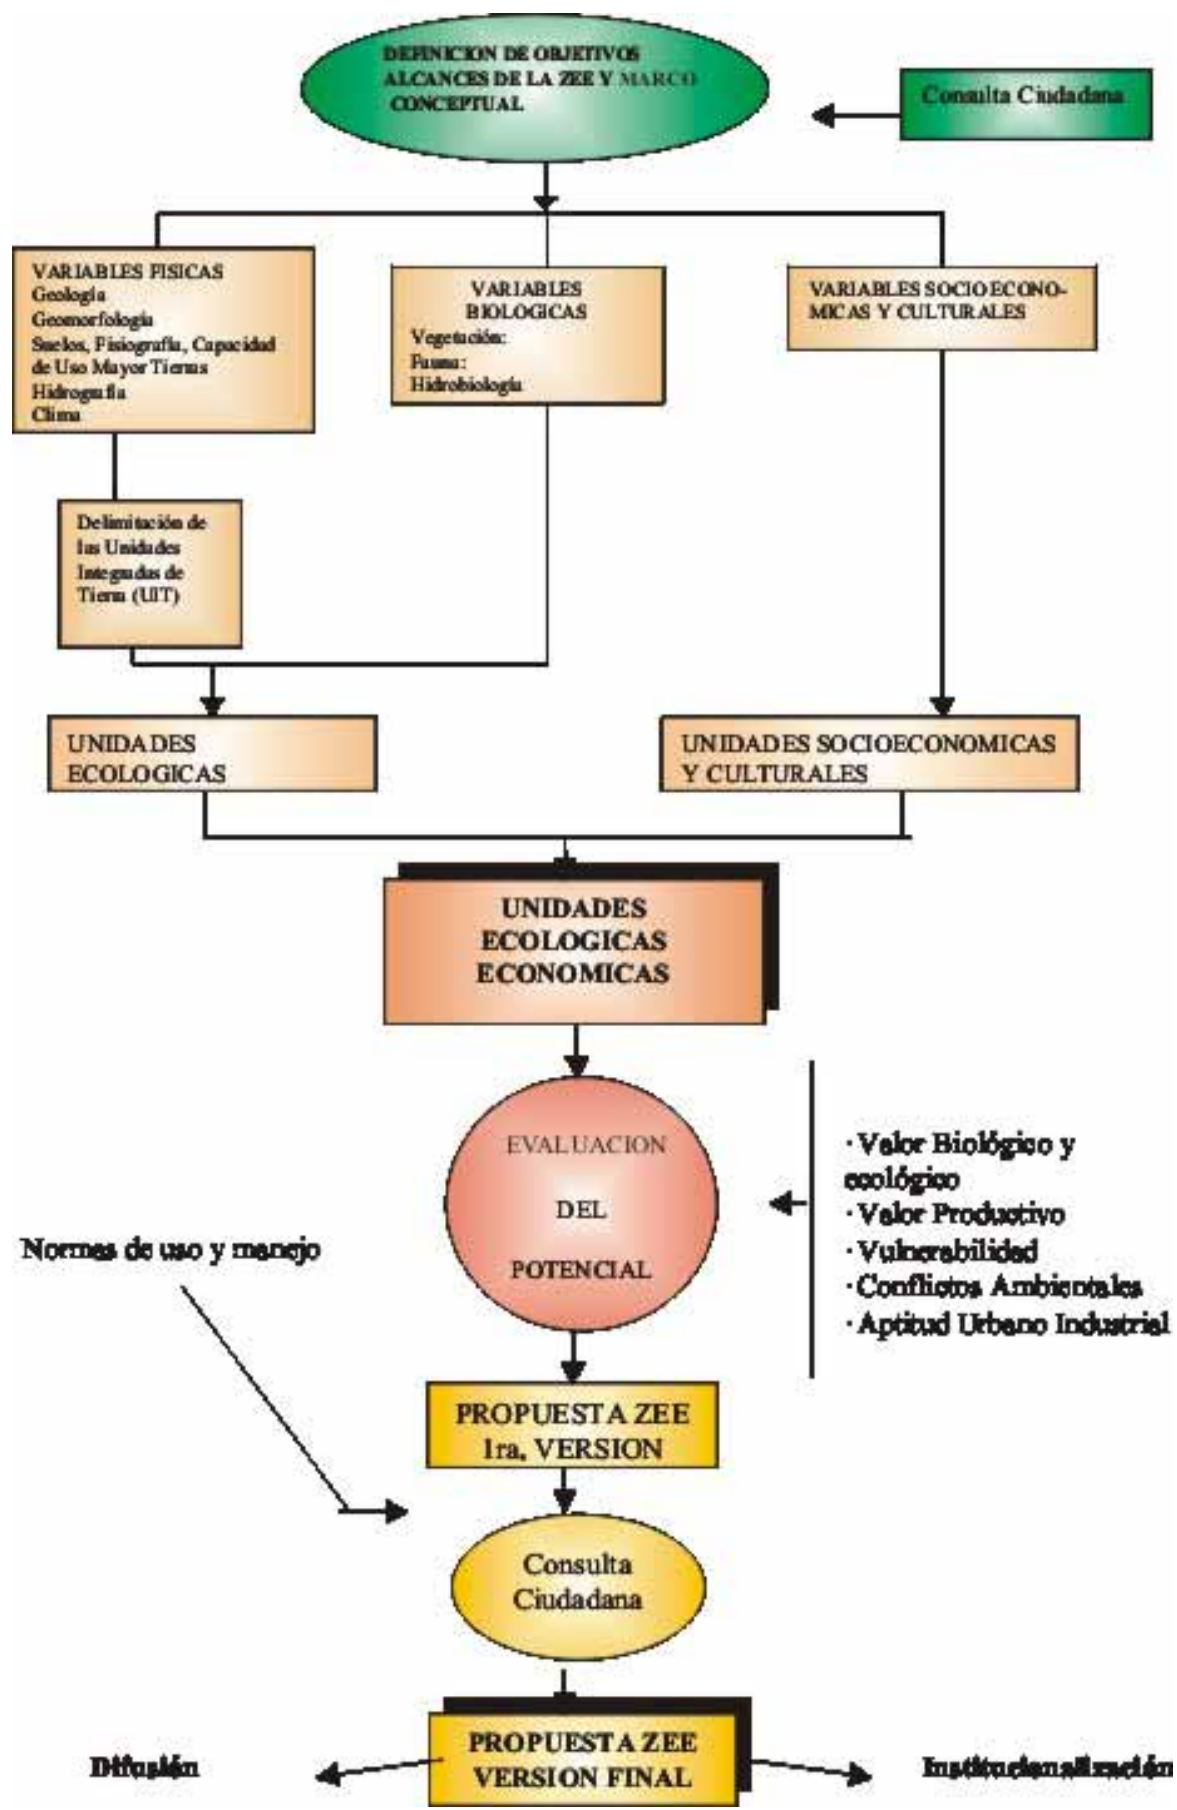 DEFINICION DE OBJETIVOS
ALCANCES DE LA ZEE Y MARCO
CONCEPTUAL
Consulta Ciudadana
VARIABLES FISICAS
Geología
Geomorfología
Suelos, Fisiografía, Capacidad
de Uso Mayor Tierras
Hidrografía
Clima
VARIABLES
BIOLOGICAS
Vegetación:
Fauna:
Hidrobiología
VARIABLES SOCIOECONO-
MICAS Y CULTURALES
Delimitación de
las Unidades
Integradas de
Tierra (UIT)
UNIDADES
ECOLOGICAS
UNIDADES SOCIOECONOMICAS
Y CULTURALES
UNIDADES
ECOLOGICAS
ECONOMICAS
EVALUACION
DEL
POTENCIAL
· Valor Biológico y
ecológico
· Valor Productivo
· Vulnerabilidad
· Conflictos Ambientales
· Aptitud Urbano Industrial
Normas de uso y manejo
PROPUESTA ZEE
1ra. VERSION
Consulta
Ciudadana
PROPUESTA ZEE
VERSION FINAL
Difusión
Institucionalización